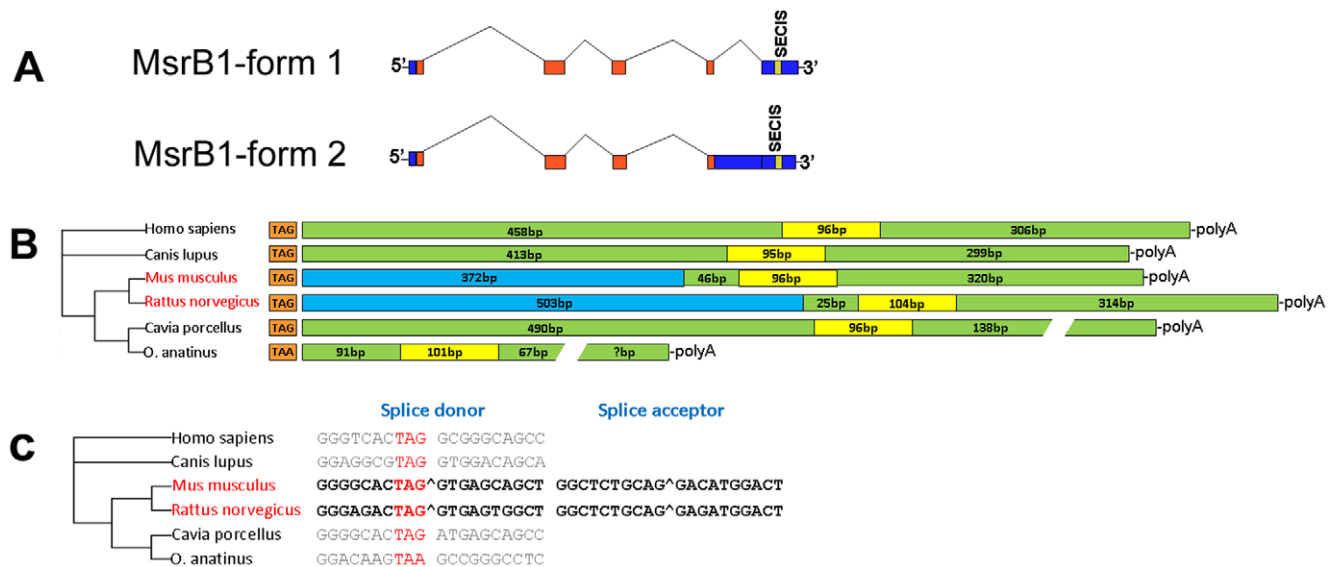 A
MsrB1-form 1
5' SECIS 3'
MsrB1-form 2
5' SECIS 3'
B
Homo sapiens TAG 458bp 96bp 306bp -polyA
Canis lupus TAG 413bp 95bp 299bp -polyA
Mus musculus TAG 372bp 46bp 96bp 320bp -polyA
Rattus norvegicus TAG 503bp 25bp 104bp 314bp -polyA
Cavia porcellus TAG 490bp 96bp 138bp -polyA
O. anatinus TAA 91bp 101bp 67bp ?bp -polyA
C
Splice donor Splice acceptor
Homo sapiens GGGTCACTAG GCGGGCAGCC
Canis lupus GGAGGCGTAG GTGGACAGCA
Mus musculus GGGGCACTAG^GTGAGCAGCT GGCTCTGCAG^GACATGGACT
Rattus norvegicus GGGAGACTAG^GTGAGTGGCT GGCTCTGCAG^GAGATGGACT
Cavia porcellus GGGGCACTAG ATGAGCAGCC
O. anatinus GGACAAGTAA GCCGGGCCTC